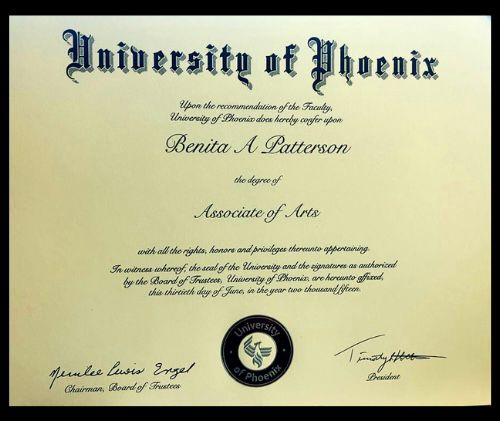 University of Phoenix
Upon the recommendation of the Faculty,
University of Phoenix does hereby confer upon
Benita A Patterson
the degree of
Associate of Arts
with all the rights, honors and privileges thereunto appertaining.
In witness whereof, the seal of the University and the signatures as authorized
by the Board of Trustees, University of Phoenix, are hereunto affixed,
this thirtieth day of June, in the year two thousand fifteen.
University
of Phoenix
Chairman, Board of Trustees
Timothy
President